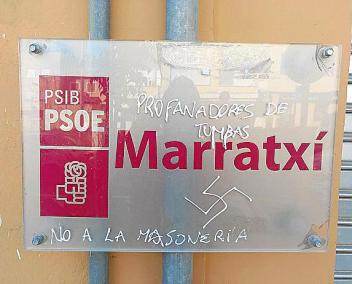 PROFANADORES DE
TUMBAS
PSIB
PSOE
Marratxí
NO A LA MASONERÍA